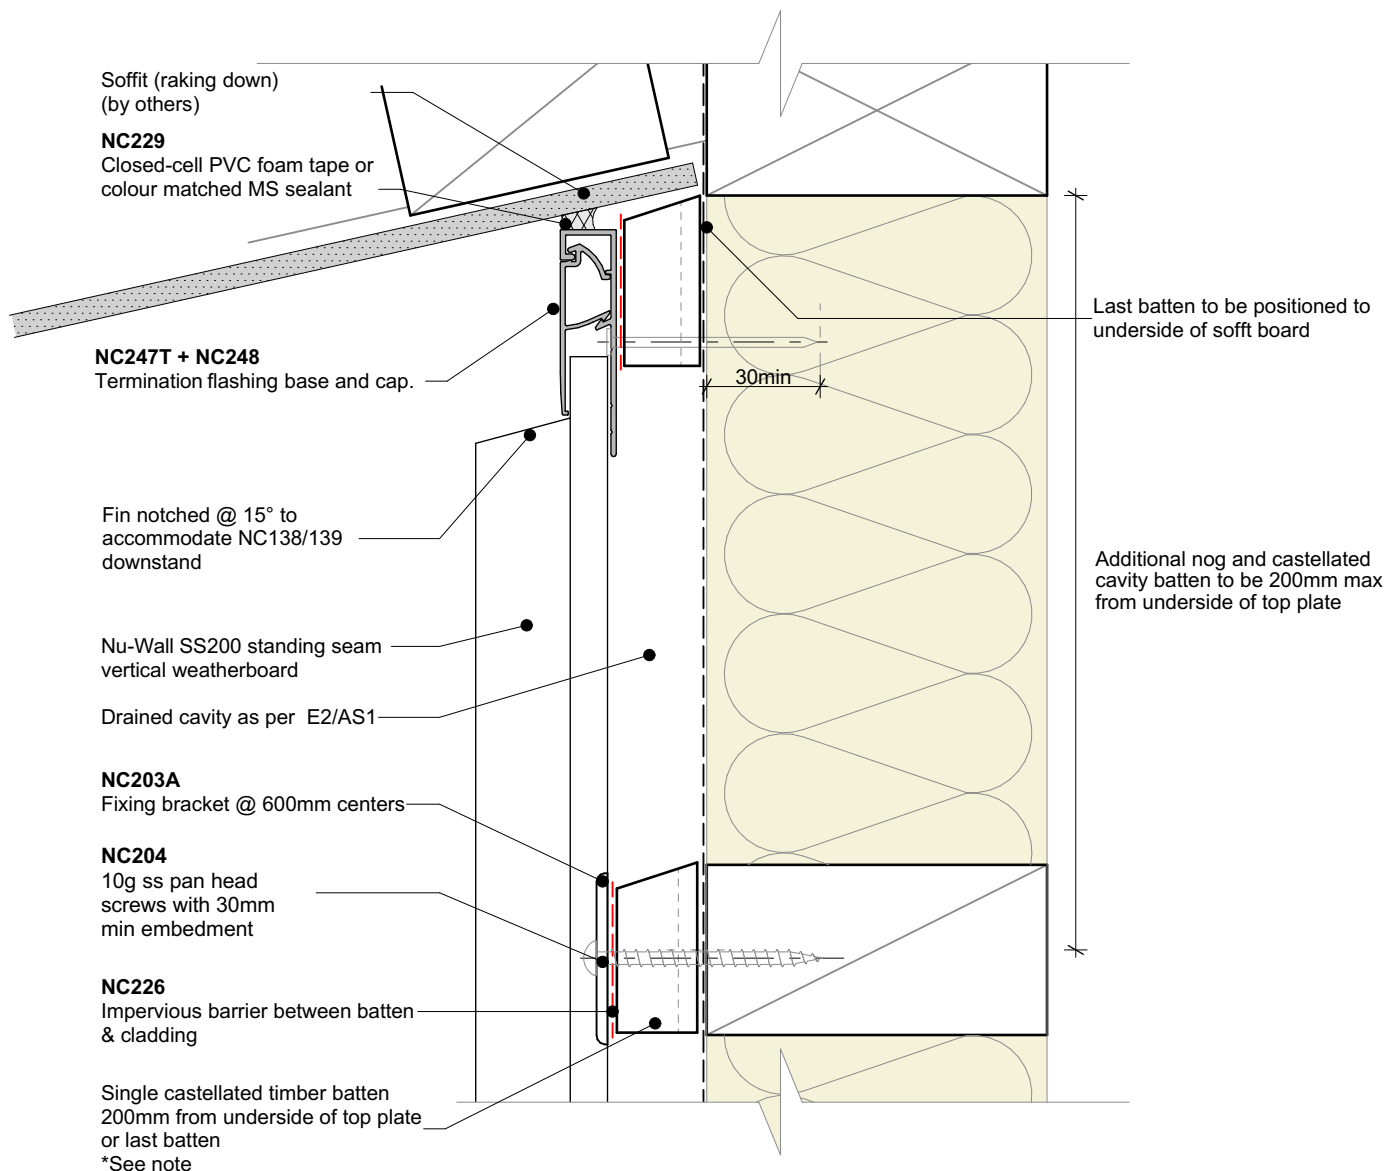 Soffit (raking down)
(by others)
NC229
Closed-cell PVC foam tape or
colour matched MS sealant
NC247T + NC248
Termination flashing base and cap.
Fin notched @ 15° to
accommodate NC138/139
downstand
Nu-Wall SS200 standing seam
vertical weatherboard
Drained cavity as per E2/AS1
NC203A
Fixing bracket @ 600mm centers
NC204
10g ss pan head
screws with 30mm
min embedment
NC226
Impervious barrier between batten
& cladding
Single castellated timber batten
200mm from underside of top plate
or last batten
*See note
30min
Last batten to be positioned to
underside of sofft board
Additional nog and castellated
cavity batten to be 200mm max
from underside of top plate